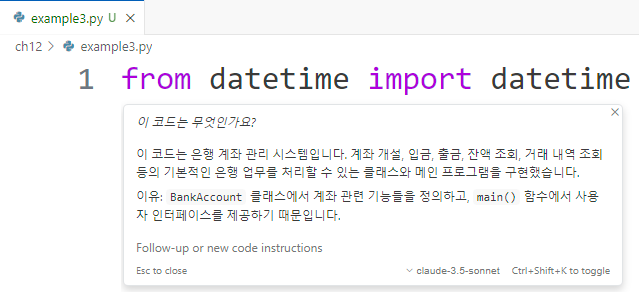 example3.py U
ch12 > example3.py
1 from datetime import datetime
이 코드는 무엇인가요?
이 코드는 은행 계좌 관리 시스템입니다. 계좌 개설, 입금, 출금, 잔액 조회, 거래 내역 조회
등의 기본적인 은행 업무를 처리할 수 있는 클래스와 메인 프로그램을 구현했습니다.
이유: BankAccount 클래스에서 계좌 관련 기능들을 정의하고, main() 함수에서 사용
자 인터페이스를 제공하기 때문입니다.
Follow-up or new code instructions
Esc to close claude-3.5-sonnet Ctrl+Shift+K to toggle